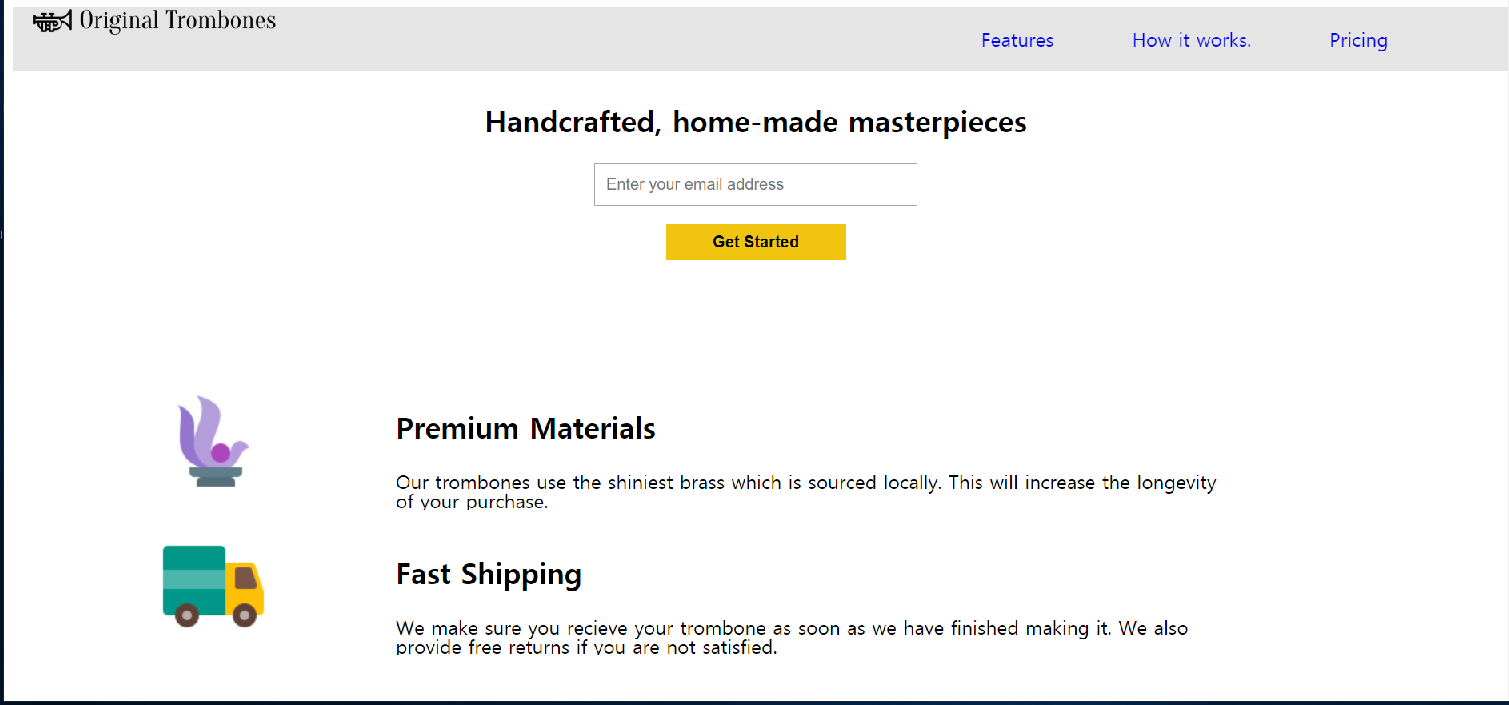 Original Trombones
Features
How it works.
Pricing
Handcrafted, home-made masterpieces
Enter your email address
Get Started
Premium Materials
Our trombones use the shiniest brass which is sourced locally. This will increase the longevity
of your purchase.
Fast Shipping
We make sure you recieve your trombone as soon as we have finished making it. We also
provide free returns if you are not satisfied.